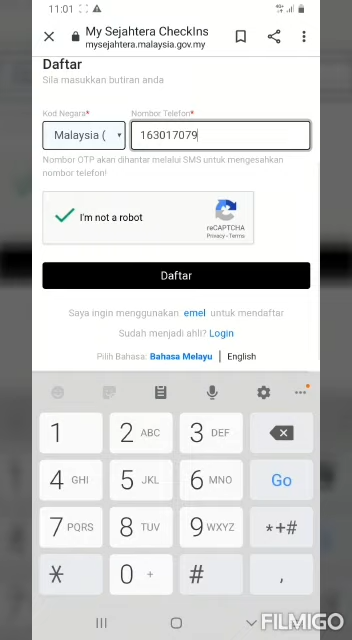 11:01
My Sejahtera CheckIns
mysejahtera.malaysia.gov.my
Daftar
Sila masukkan butiran anda
Kod Negara* Nombor Telefon*
Malaysia ( 163017079
Nombor OTP akan dihantar melalui SMS untuk mengesahkan
nombor telefon!
I'm not a robot
reCAPTCHA
Privacy - Terms
Daftar
Saya ingin menggunakan emel untuk mendaftar
Sudah menjadi ahli? Login
Pilih Bahasa: Bahasa Melayu | English
1 2 ABC 3 DEF
4 GHI 5 JKL 6 MNO Go
7 PQRS 8 TUV 9 WXYZ *+#
* 0 + # ,
FILMIGO